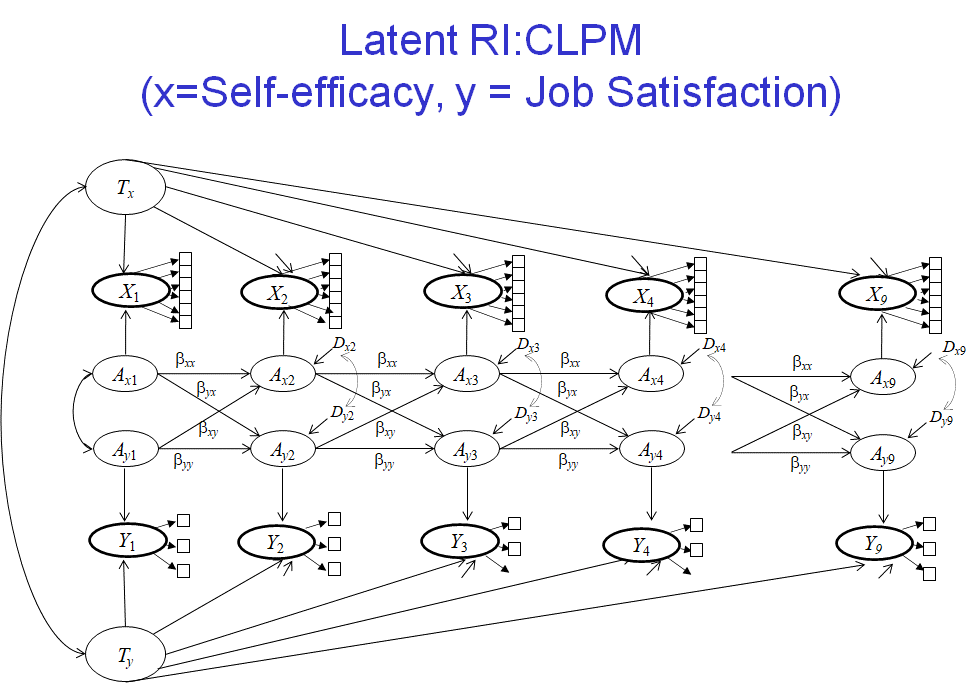 Latent RI:CLPM
(x=Self-efficacy, y = Job Satisfaction)
Tx
X1 X2 X3 X4 X9
Dx2 Dx3 Dx4 Dx9
βxx βxx βxx βxx
Ax1 Ax2 Ax3 Ax4 Ax9
βyx βyx βyx βyx
Dy2 Dy3 Dy4 Dy9
βxy βxy βxy βxy
Ay1 Ay2 Ay3 Ay4 Ay9
βyy βyy βyy βyy
Y1 Y2 Y3 Y4 Y9
Ty